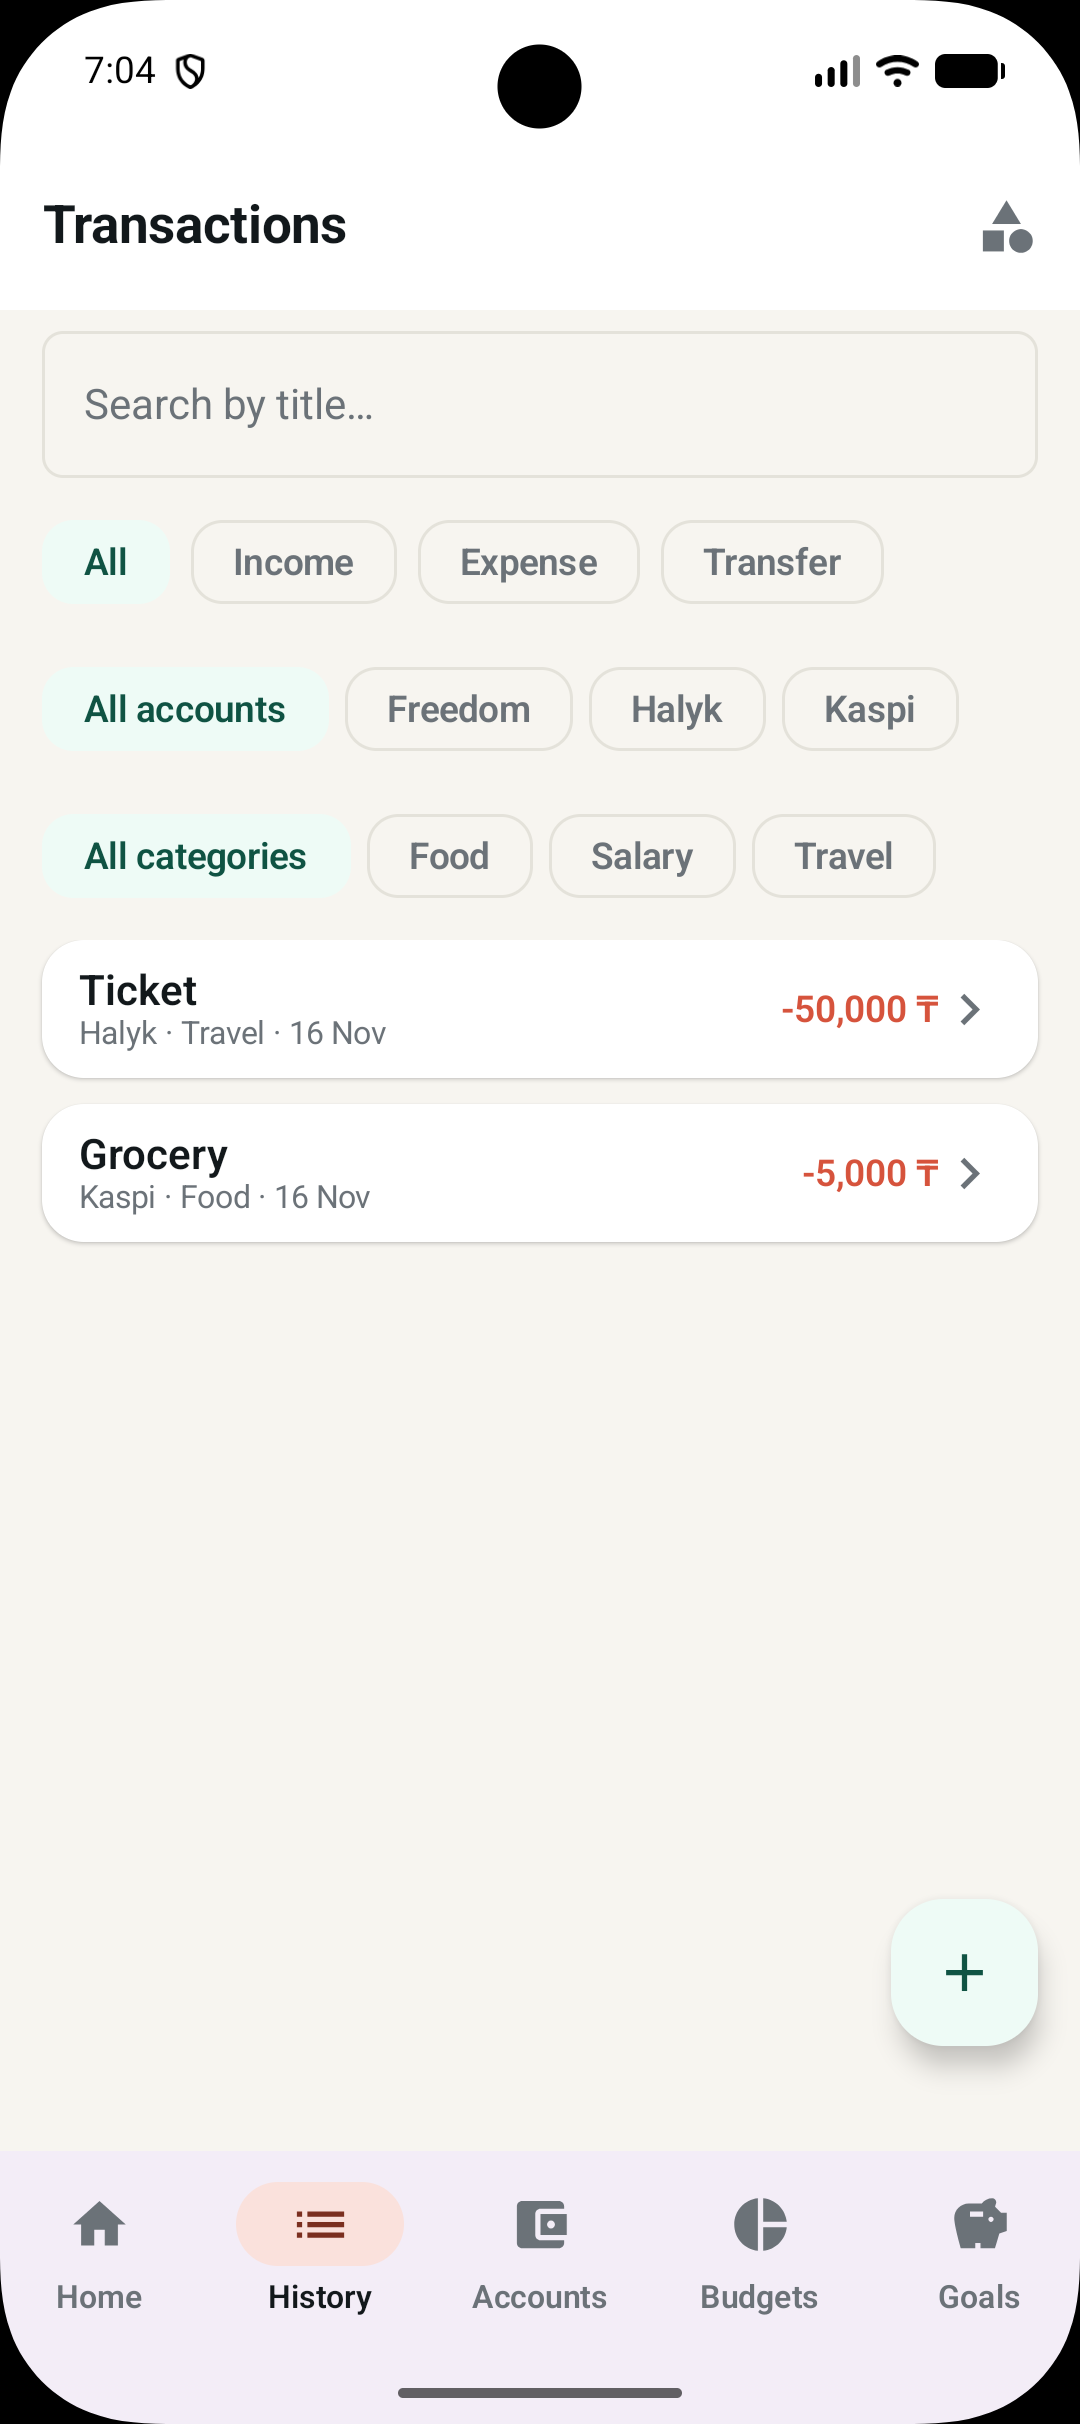 7:04
Transactions
Search by title...
All Income Expense Transfer
All accounts Freedom Halyk Kaspi
All categories Food Salary Travel
Ticket
Halyk · Travel · 16 Nov
-50,000 ₸
Grocery
Kaspi · Food · 16 Nov
-5,000 ₸
Home History Accounts Budgets Goals